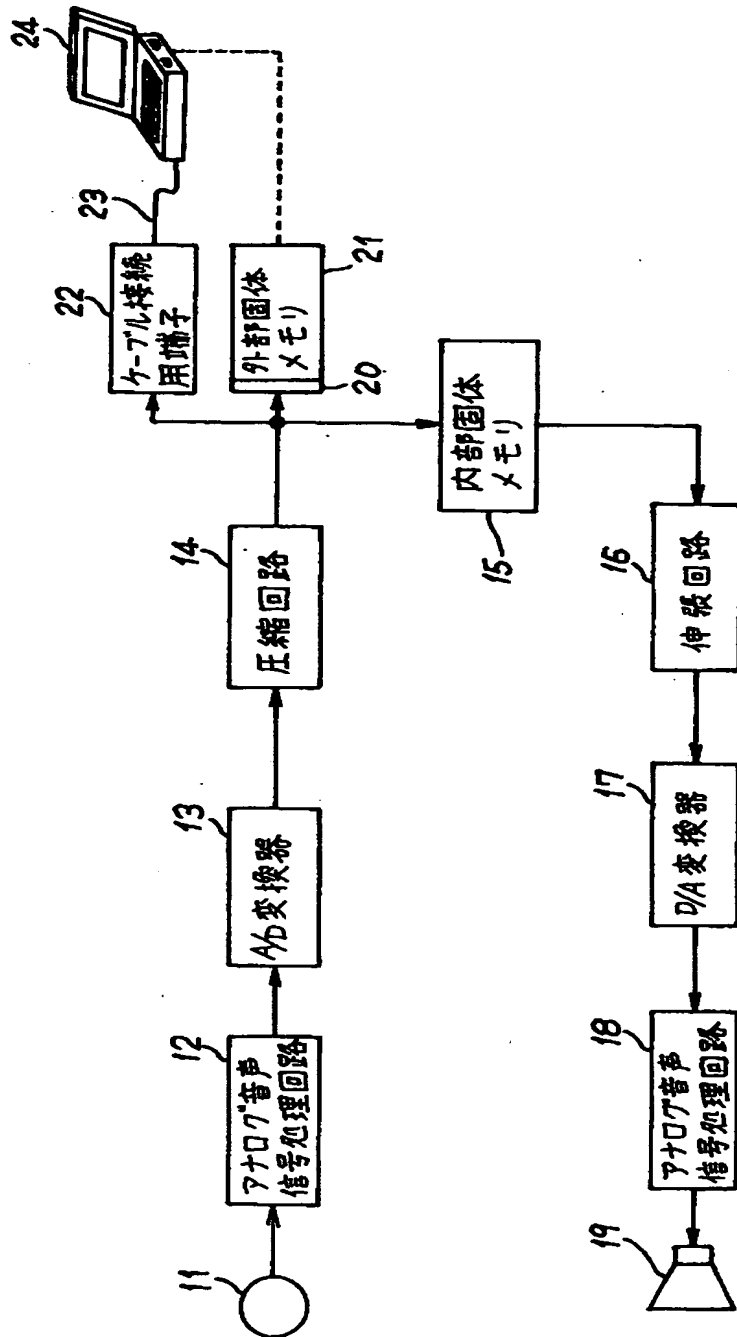 11
12
アナログ音声
信号処理回路
13
A/D変換器
14
圧縮回路
22
ケーブル接続
用端子
23
24
20
外部固体
メモリ
21
内部固体
メモリ
15
16
伸張回路
17
D/A変換器
18
アナログ音声
信号処理回路
19